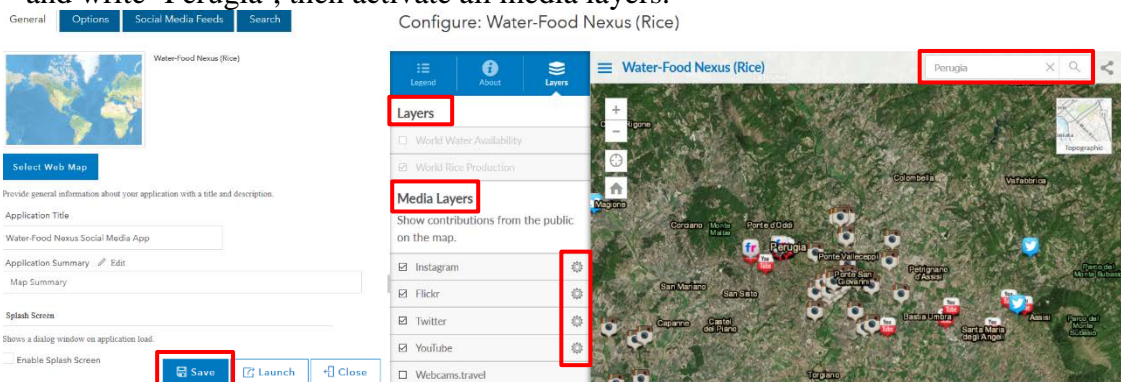 and write "Perugia", then activate all media layers.
General Options Social Media Feeds Search
Configure: Water-Food Nexus (Rice)
Water-Food Nexus (Rice)
Select Web Map
Provide general information about your application with a title and description.
Application Title
Water-Food Nexus Social Media App
Application Summary Edit
Map Summary
Splash Screen
Shows a dialog window on application load.
Enable Splash Screen
Save Launch Close
Legend About Layers
Layers
World Water Availability
World Rice Production
Media Layers
Show contributions from the public
on the map.
Instagram
Flickr
Twitter
YouTube
Webcams.travel
Water-Food Nexus (Rice)
Perugia
Topographic
Colombella
Valfabbrica
Magione
Corciano
Monte
Malbe
Ponte d'Oddi
Perugia
Ponte Valleceppi
Ponte San
Giovanni
Petrignano
d'Assisi
San Mariano
San Sisto
Capanne
Castel
del Piano
Bastia Umbra
Assisi
Santa Maria
degli Angeli
Parco del
Monte Subasio
Parco del
Monte
Subasio
Torgiano